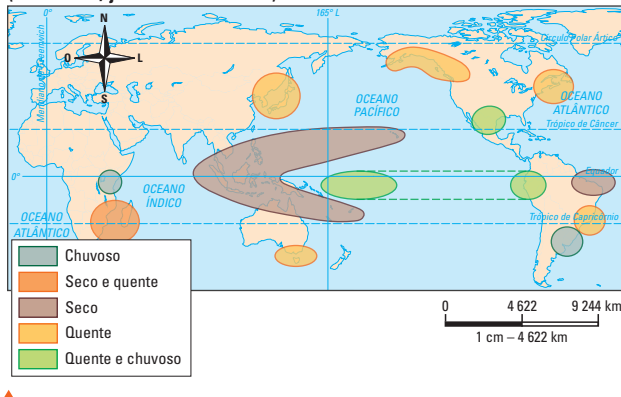 0°
165° L
N
O
L
S
Meridiano de Greenwich
Círculo Polar Ártico
OCEANO
PACÍFICO
OCEANO
ATLÂNTICO
Trópico de Câncer
0°
OCEANO
ÍNDICO
Equador
OCEANO
ATLÂNTICO
Trópico de Capricórnio
Chuvoso
Seco e quente
Seco
Quente
Quente e chuvoso
0 4 622 9 244 km
1 cm – 4 622 km